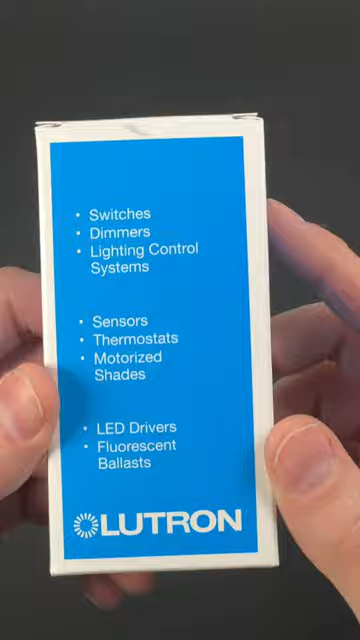 • Switches
• Dimmers
• Lighting Control
Systems
• Sensors
• Thermostats
• Motorized
Shades
• LED Drivers
• Fluorescent
Ballasts
LUTRON